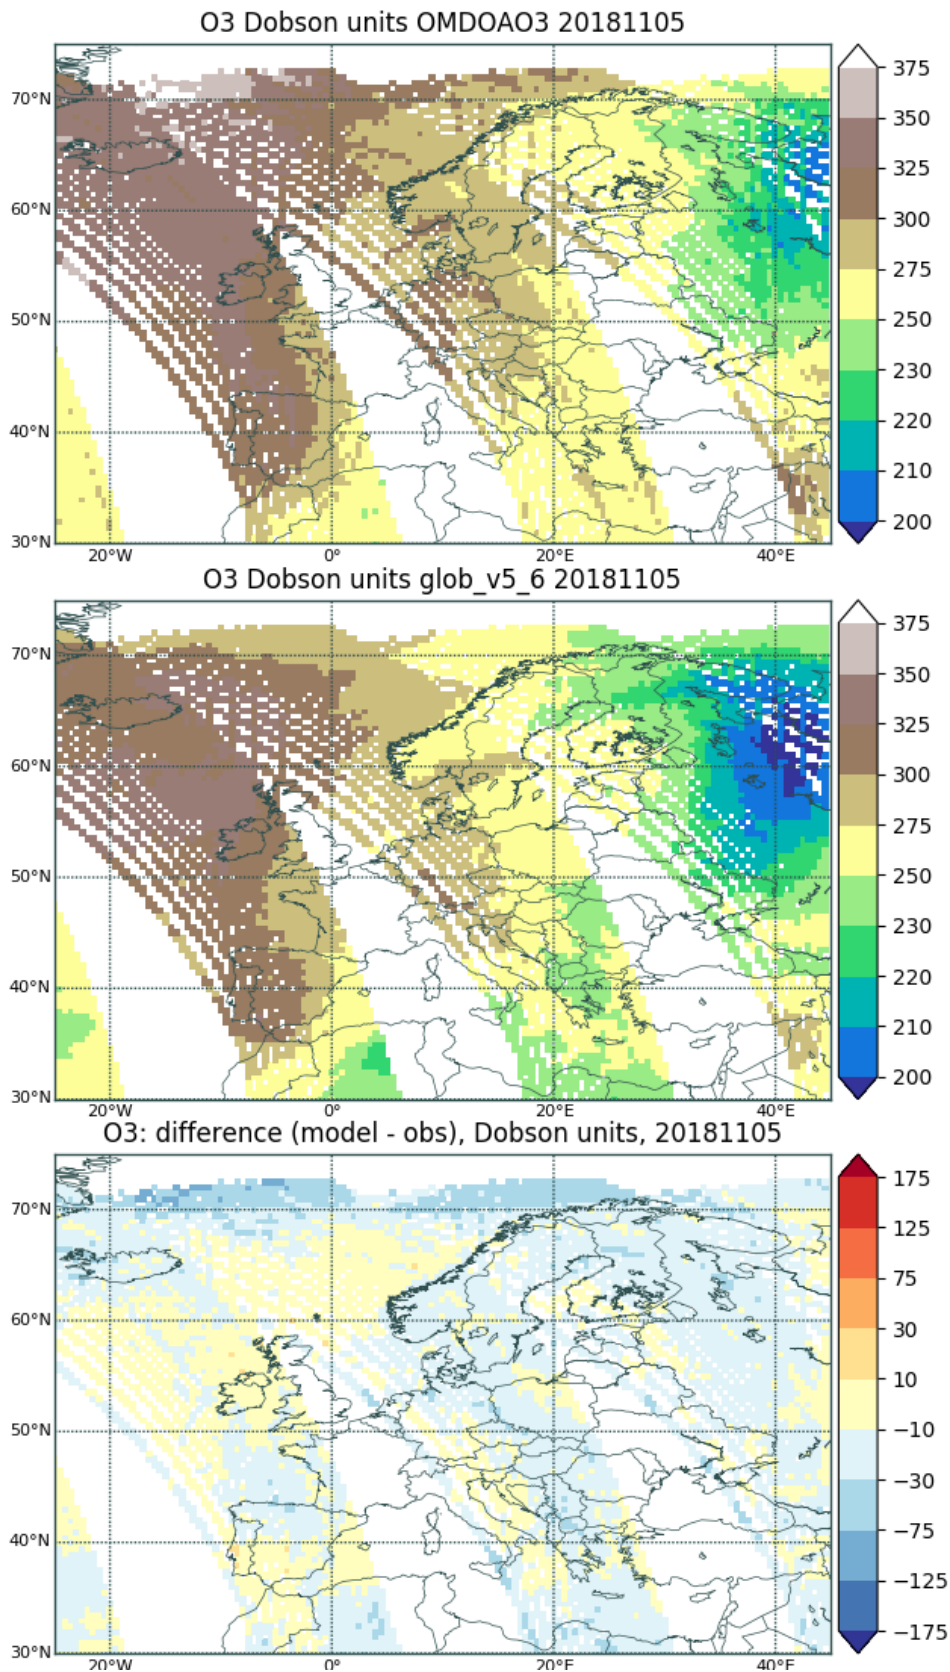 O3 Dobson units OMDOAO3 20181105
70°N
60°N
50°N
40°N
30°N
20°W 0° 20°E 40°E
375
350
325
300
275
250
230
220
210
200
O3 Dobson units glob_v5_6 20181105
70°N
60°N
50°N
40°N
30°N
20°W 0° 20°E 40°E
375
350
325
300
275
250
230
220
210
200
O3: difference (model - obs), Dobson units, 20181105
70°N
60°N
50°N
40°N
30°N
20°W 0° 20°E 40°E
175
125
75
30
10
−10
−30
−75
−125
−175